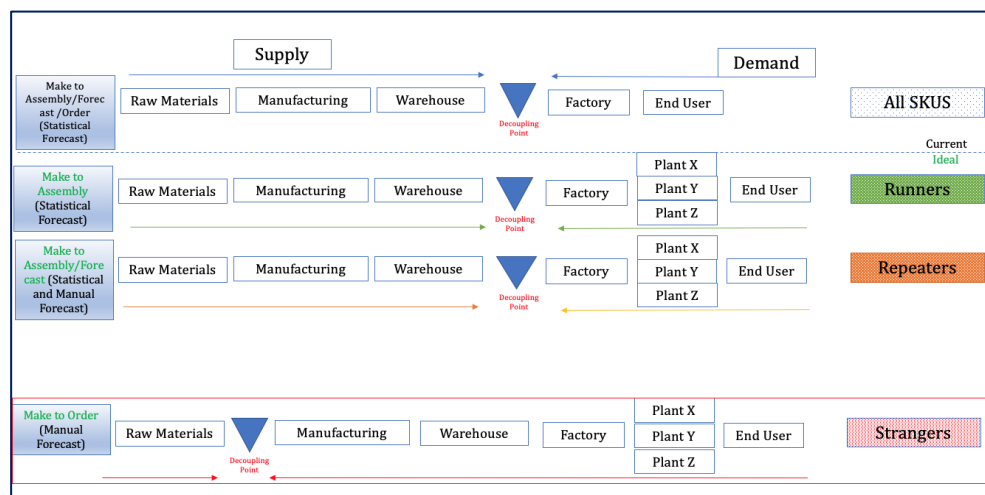 Supply
Demand
Make to
Assembly/Forec
ast /Order
(Statistical
Forecast)
Raw Materials
Manufacturing
Warehouse
Decoupling
Point
Factory
End User
All SKUS
Current
Ideal
Make to
Assembly
(Statistical
Forecast)
Raw Materials
Manufacturing
Warehouse
Decoupling
Point
Factory
Plant X
Plant Y
Plant Z
End User
Runners
Make to
Assembly/Fore
cast (Statistical
and Manual
Forecast)
Raw Materials
Manufacturing
Warehouse
Decoupling
Point
Factory
Plant X
Plant Y
Plant Z
End User
Repeaters
Make to Order
(Manual
Forecast)
Raw Materials
Decoupling
Point
Manufacturing
Warehouse
Factory
Plant X
Plant Y
Plant Z
End User
Strangers